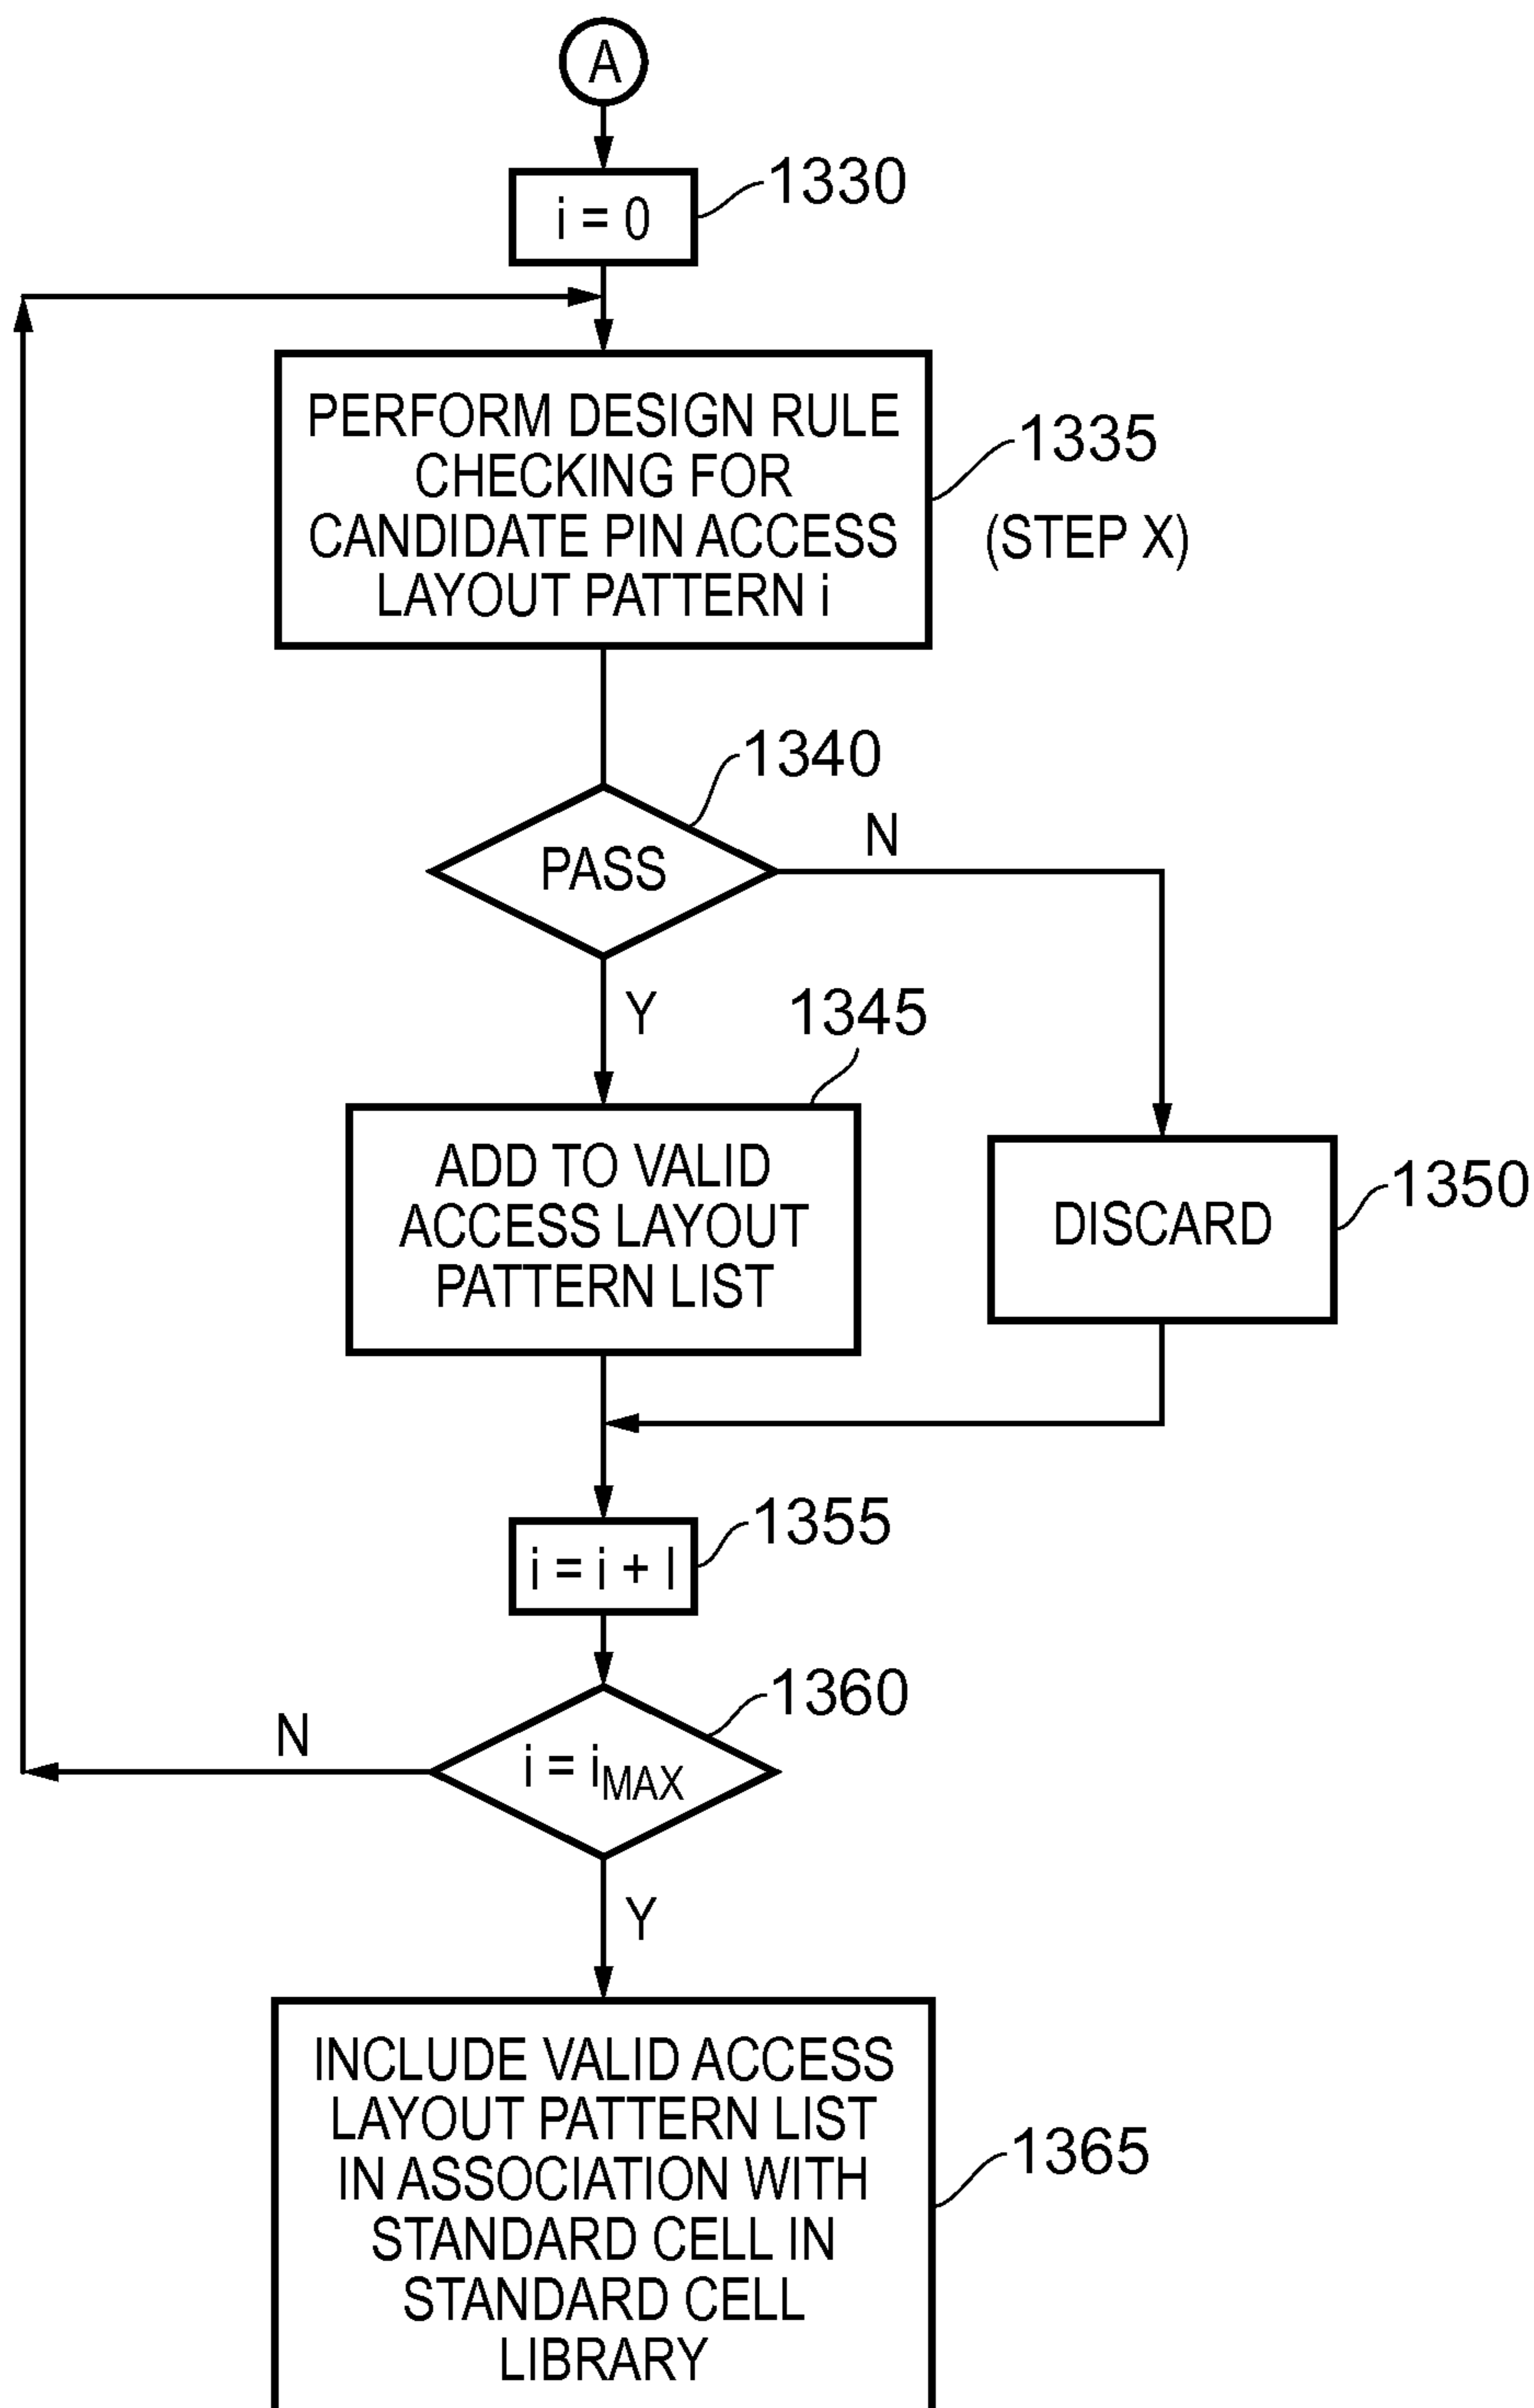 A
1330
i = 0
PERFORM DESIGN RULE
CHECKING FOR
CANDIDATE PIN ACCESS
LAYOUT PATTERN i
1335
(STEP X)
1340
PASS
N
Y
1345
ADD TO VALID
ACCESS LAYOUT
PATTERN LIST
DISCARD
1350
1355
i = i + l
1360
N
i = iMAX
Y
INCLUDE VALID ACCESS
LAYOUT PATTERN LIST
IN ASSOCIATION WITH
STANDARD CELL IN
STANDARD CELL
LIBRARY
1365